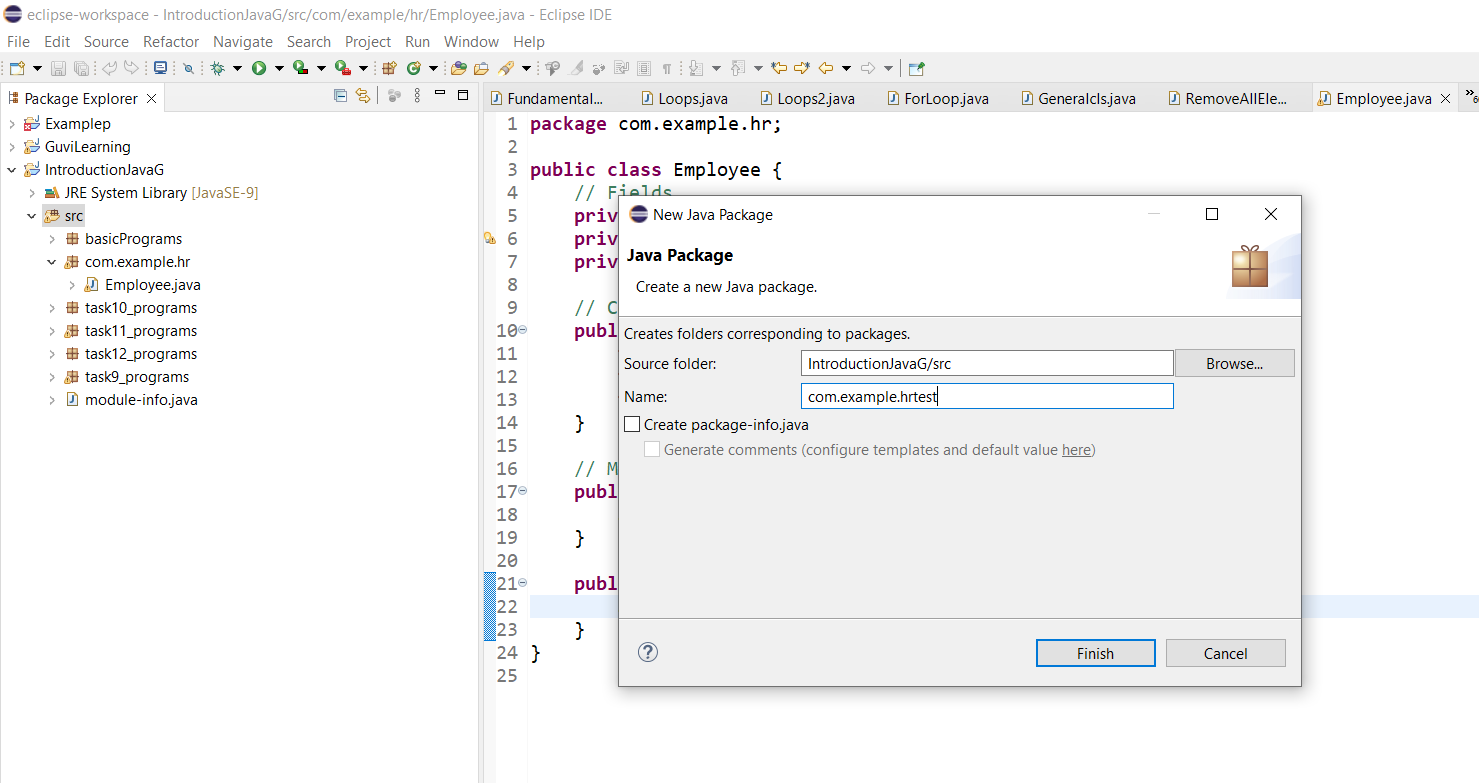 eclipse-workspace - IntroductionJavaG/src/com/example/hr/Employee.java - Eclipse IDE
File Edit Source Refactor Navigate Search Project Run Window Help
Package Explorer
Fundamental... Loops.java Loops2.java ForLoop.java Generalcls.java RemoveAllEle... Employee.java
Examplep
GuviLearning
IntroductionJavaG
JRE System Library [JavaSE-9]
src
basicPrograms
com.example.hr
Employee.java
task10_programs
task11_programs
task12_programs
task9_programs
module-info.java
1 package com.example.hr;
2
3 public class Employee {
4 // Fields
5 priv
6 priv
7 priv
8
9 // C
10 publ
11
12
13
14 }
15
16 // M
17 publ
18
19 }
20
21 publ
22
23 }
24 }
25
New Java Package
Java Package
Create a new Java package.
Creates folders corresponding to packages.
Source folder: IntroductionJavaG/src Browse...
Name: com.example.hrtest
Create package-info.java
Generate comments (configure templates and default value here)
? Finish Cancel